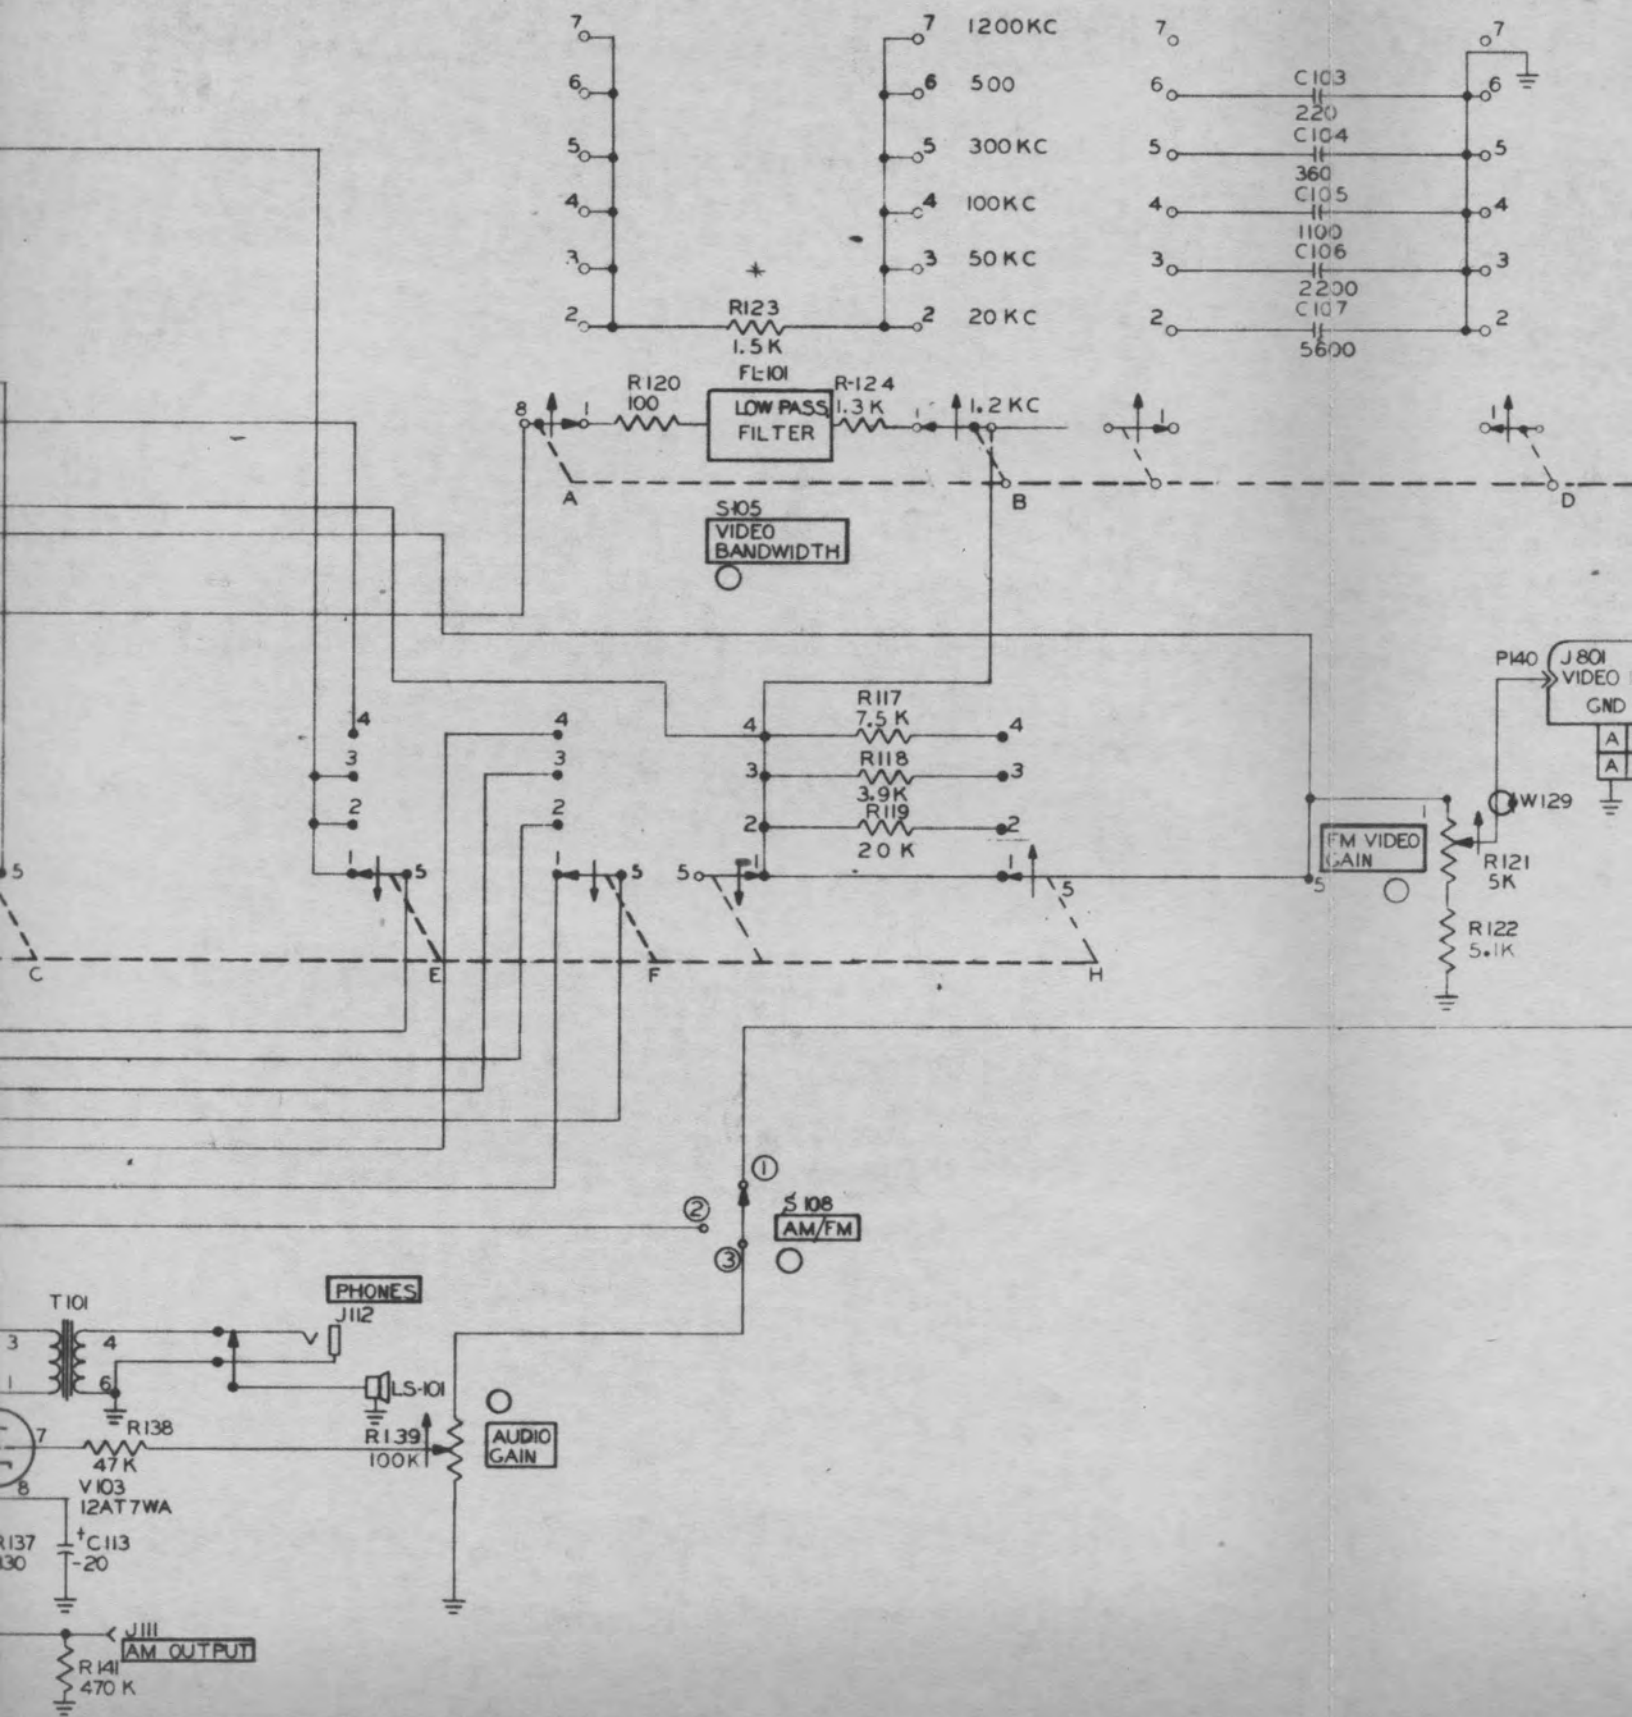 7 7 1200KC 7 7
6 6 500 6 C103 6
220
5 5 300KC 5 C104 5
360
4 4 100KC 4 C105 4
1100
3 3 50KC 3 C106 3
2200
2 R123 2 20KC 2 C107 2
1.5K 5600
FL-101
R120 R-124
8 1 100 LOW PASS 1.3K 1 1.2KC 1 1
FILTER
A B D
S105
VIDEO
BANDWIDTH
P140 J801
VIDEO
GND
A
A
R117
4 4 4 7.5K 4
R118
3 3 3 3
3.9K
R119
2 2 2 2
20K
W129
1
FM VIDEO
GAIN
R121
5K
5 1 5 1 5 5 1 1 5 5
R122
5.1K
C E F H
1
2 S108
AM/FM
3
PHONES
J112
T101
3 4
1 6
LS-101
R138
7 R139 AUDIO
47K 100K GAIN
8 V103
12AT7WA
R137 +C113
130 -20
J111
AM OUTPUT
R141
470K